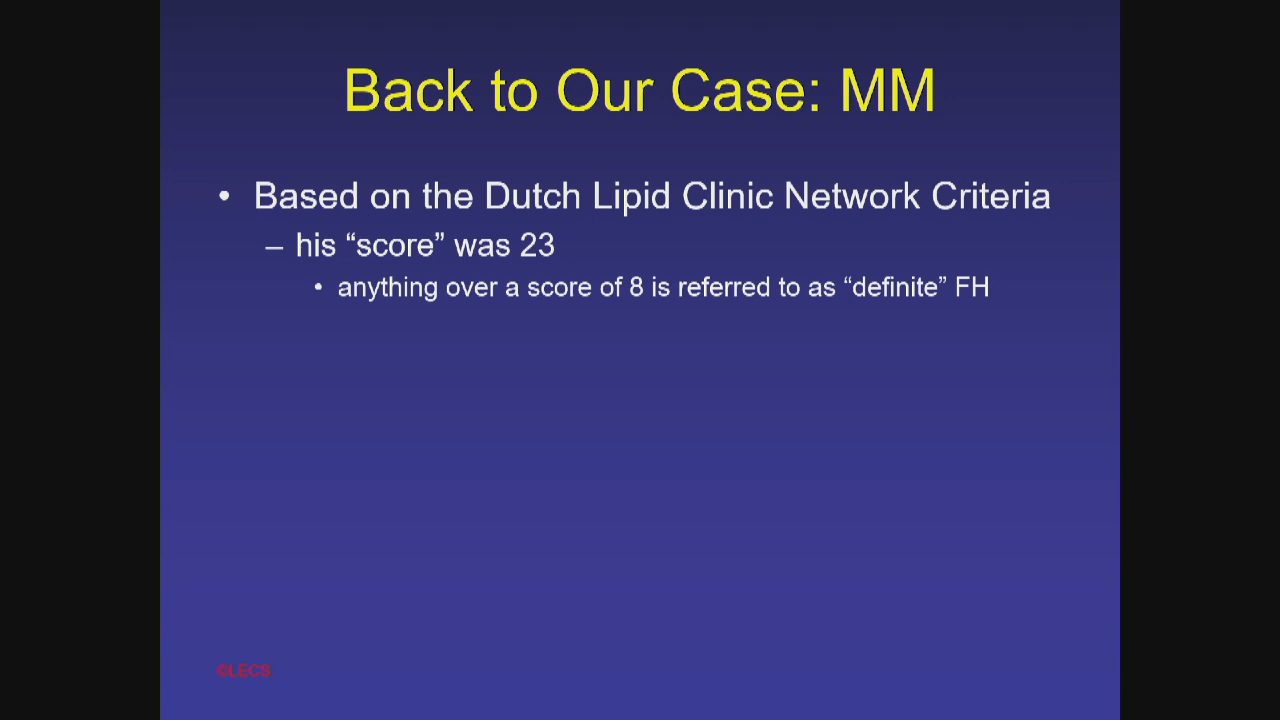 Back to Our Case: MM
• Based on the Dutch Lipid Clinic Network Criteria
– his “score” was 23
• anything over a score of 8 is referred to as “definite” FH
©LECS